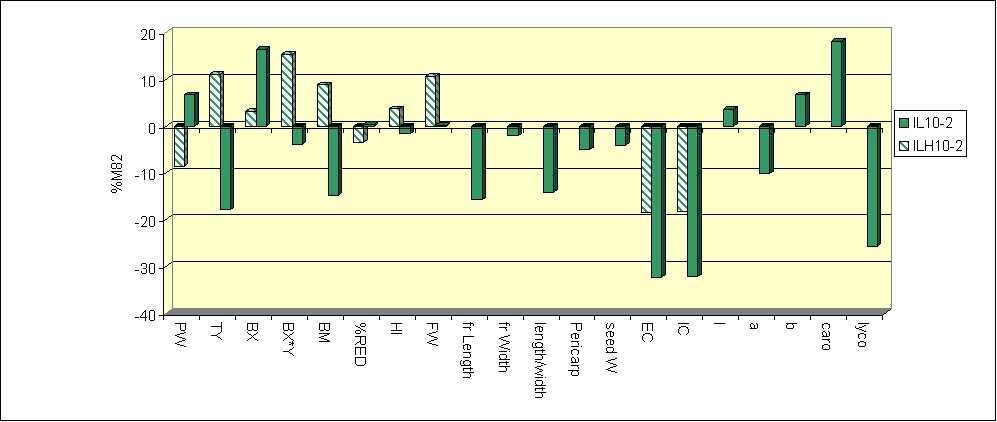 20
10
0
-10
-20
-30
-40
%M82
PW
TY
BX
BX*Y
BM
%RED
HI
FW
fr Length
fr Width
length/width
Pericarp
seed W
EC
IC
l
a
b
caro
lyco
IL10-2
ILH10-2